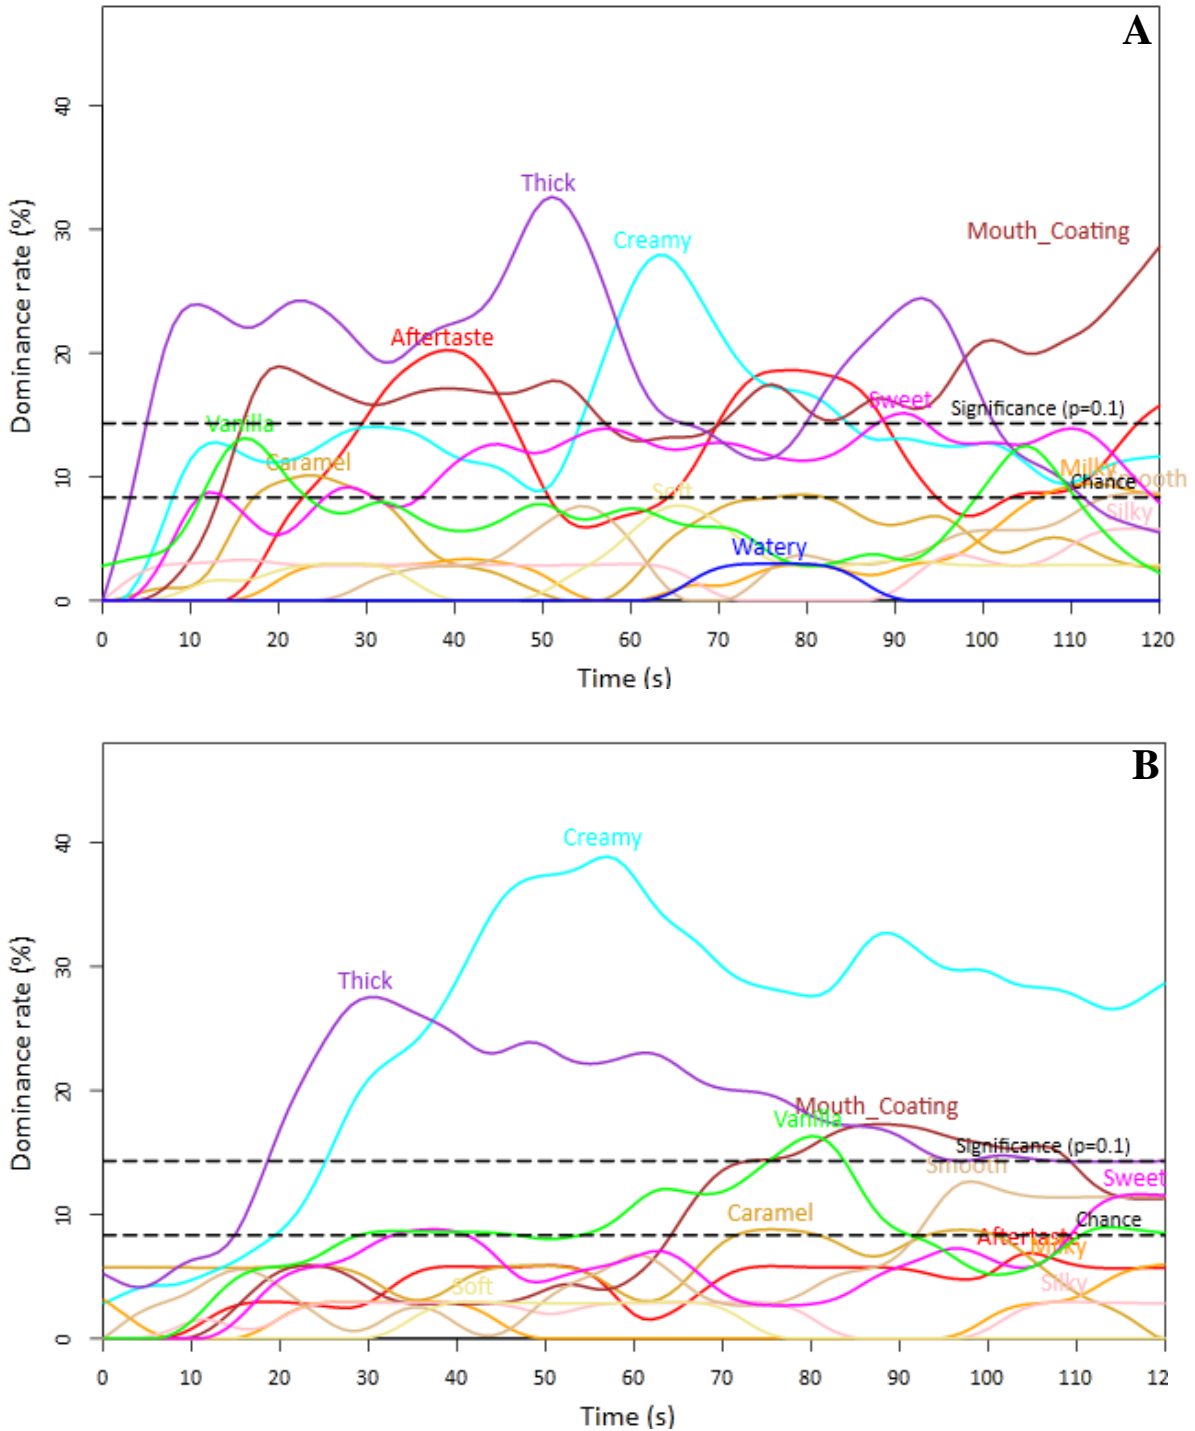 A
40
30
20
10
0
Dominance rate (%)
Thick
Creamy
Mouth_Coating
Aftertaste
Sweet
Significance (p=0.1)
Vanilla
Caramel
Milky
Smooth
Chance
Soft
Silky
Watery
0 10 20 30 40 50 60 70 80 90 100 110 120
Time (s)
B
40
30
20
10
0
Dominance rate (%)
Creamy
Thick
Mouth_Coating
Vanilla
Significance (p=0.1)
Smooth
Sweet
Caramel
Chance
Aftertaste
Milky
Soft
Silky
0 10 20 30 40 50 60 70 80 90 100 110 12
Time (s)